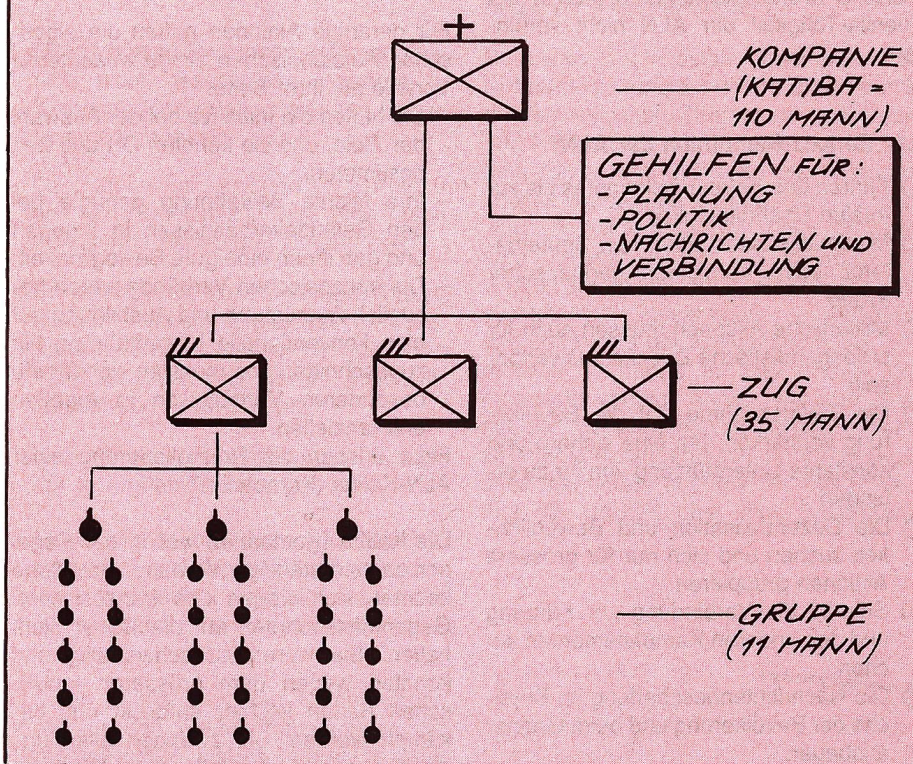 KOMPANIE
(KATIBA =
110 MANN)
GEHILFEN FÜR:
- PLANUNG
- POLITIK
- NACHRICHTEN UND
VERBINDUNG
ZUG
(35 MANN)
GRUPPE
(11 MANN)